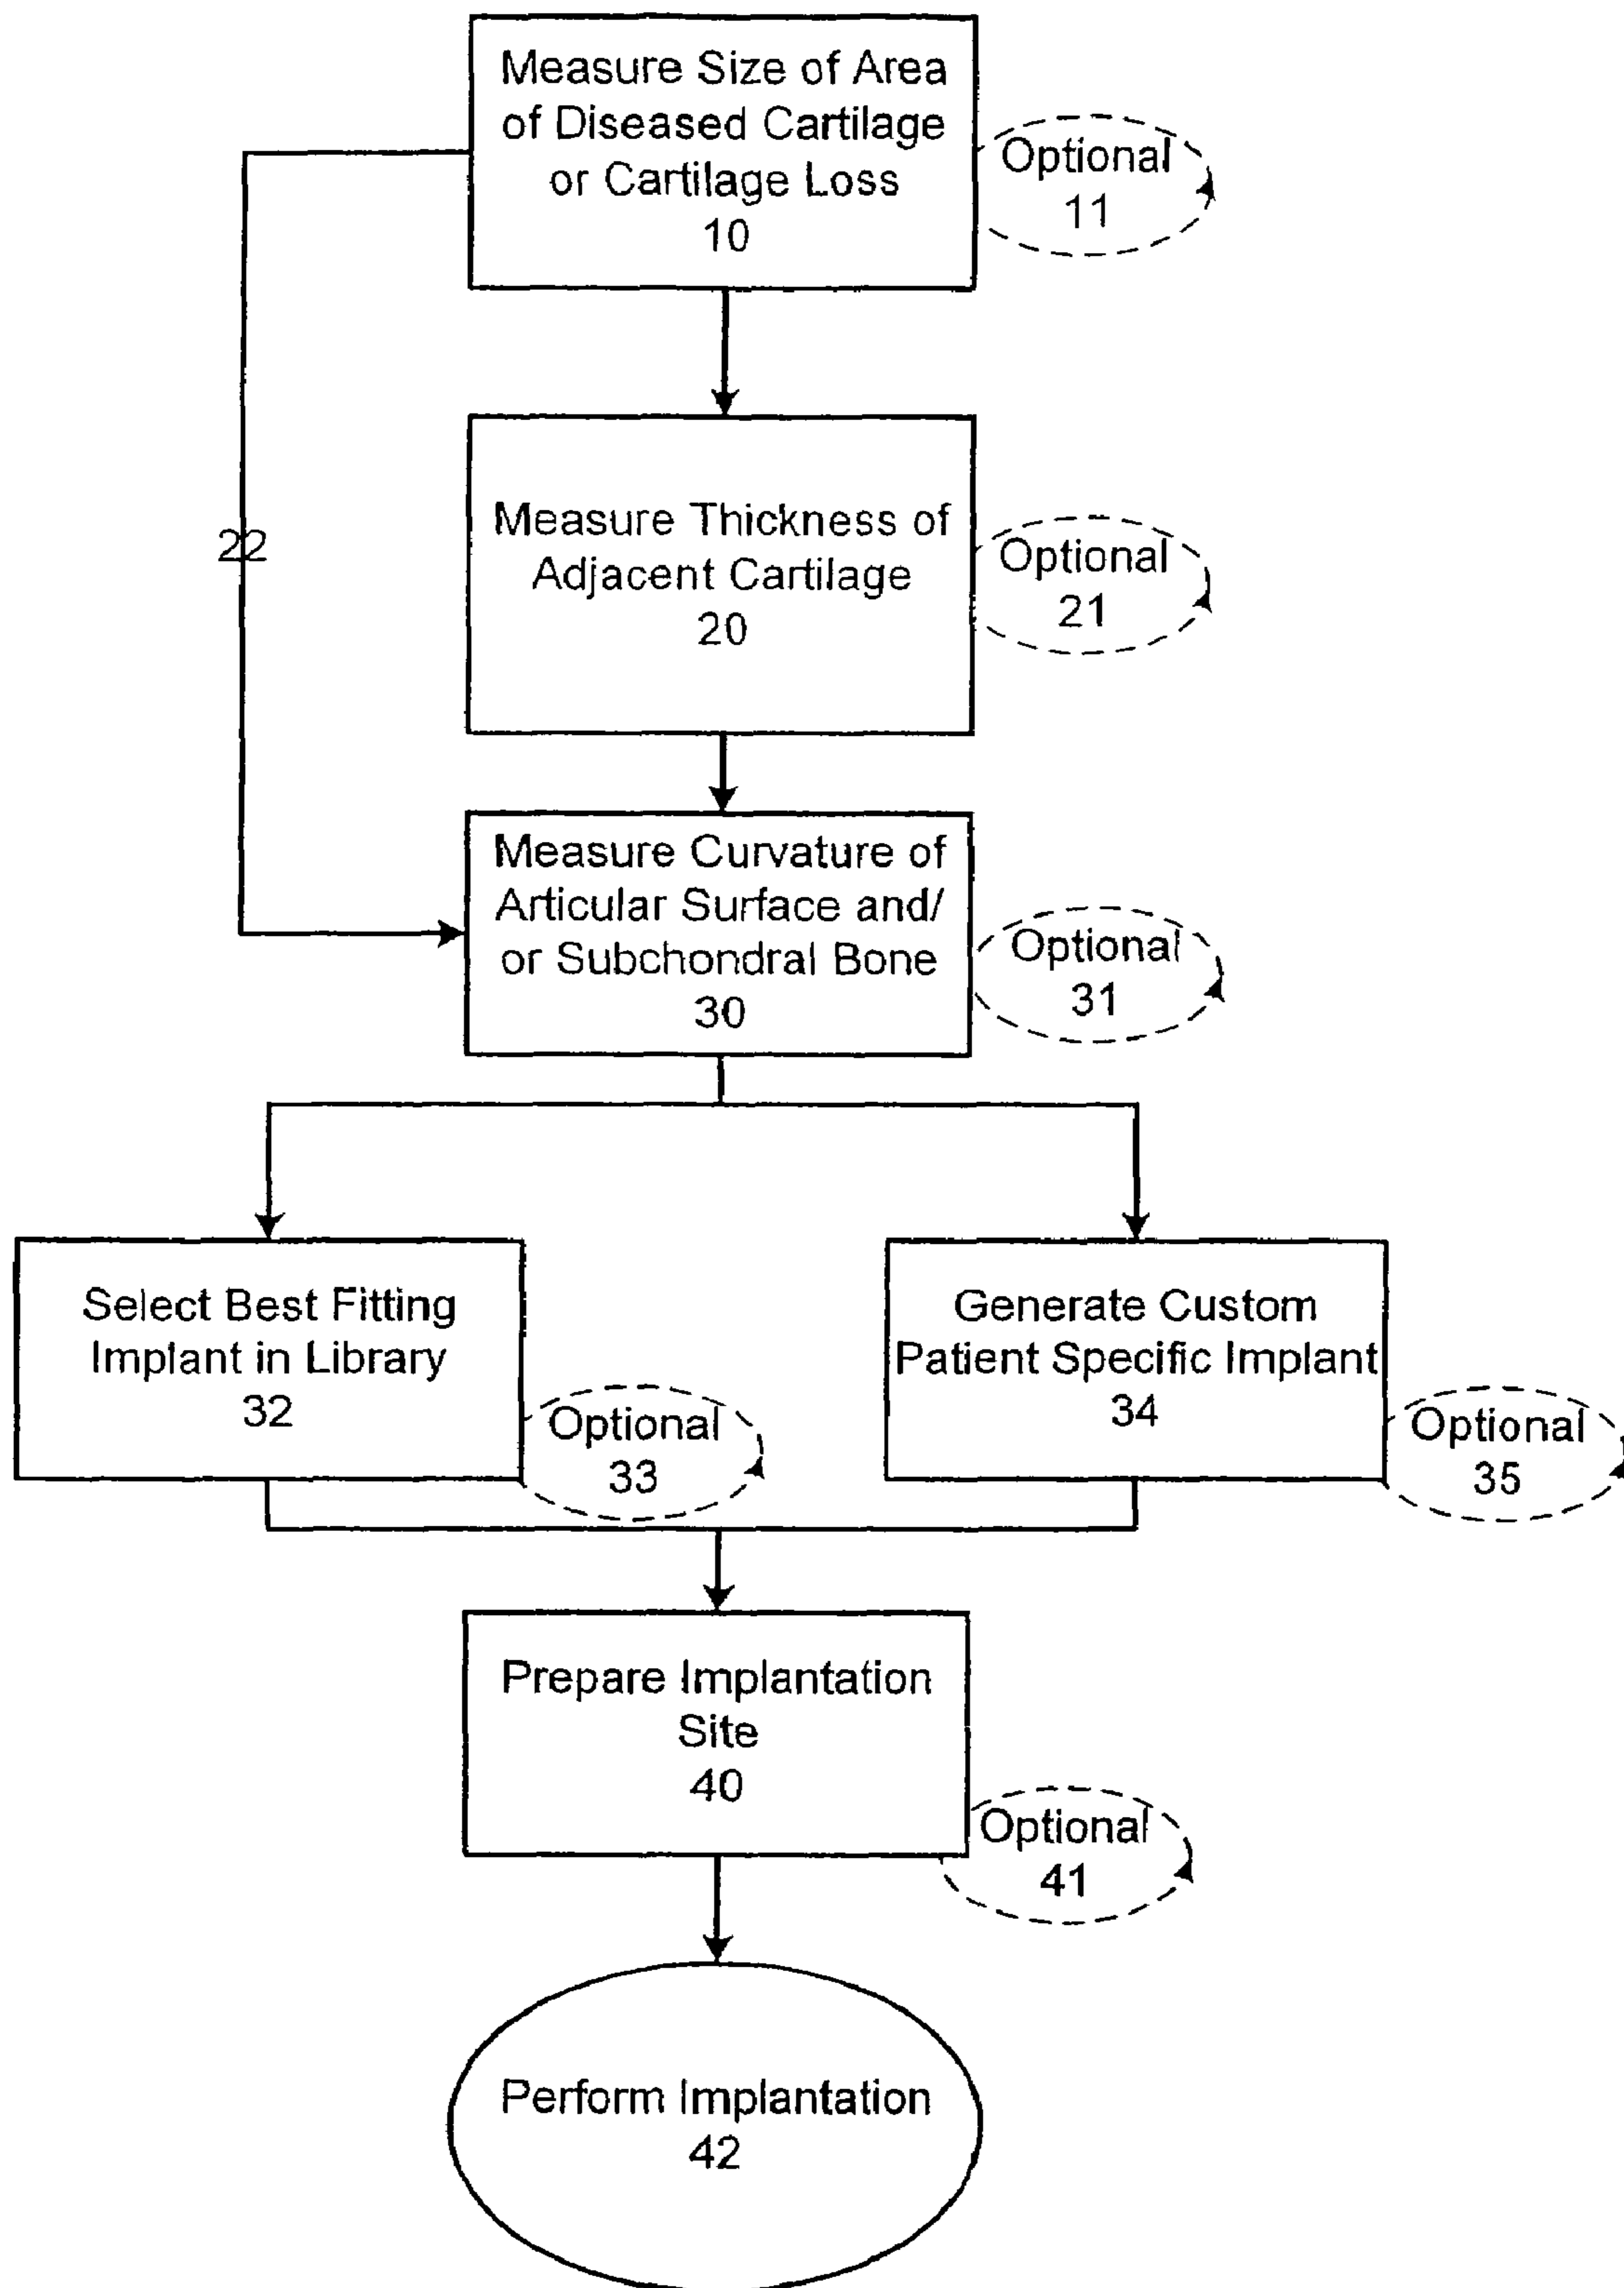 Measure Size of Area
of Diseased Cartilage
or Cartilage Loss
10
Optional
11
22
Measure Thickness of
Adjacent Cartilage
20
Optional
21
Measure Curvature of
Articular Surface and/
or Subchondral Bone
30
Optional
31
Select Best Fitting
Implant in Library
32
Optional
33
Generate Custom
Patient Specific Implant
34
Optional
35
Prepare Implantation
Site
40
Optional
41
Perform Implantation
42